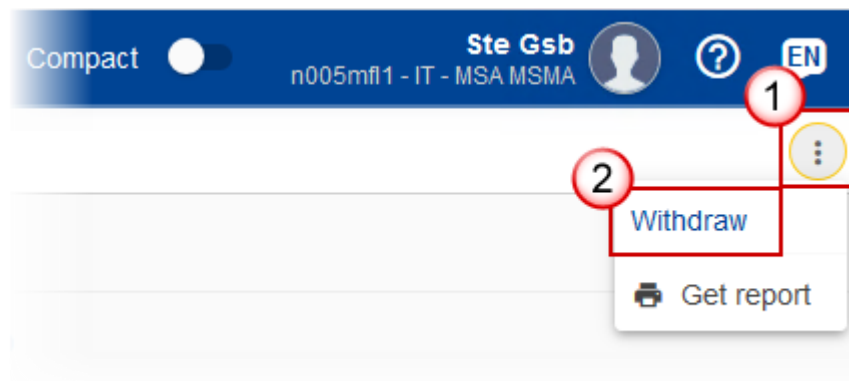 Compact
Ste Gsb
n005mfl1 - IT - MSA MSMA
EN
1
2
Withdraw
Get report